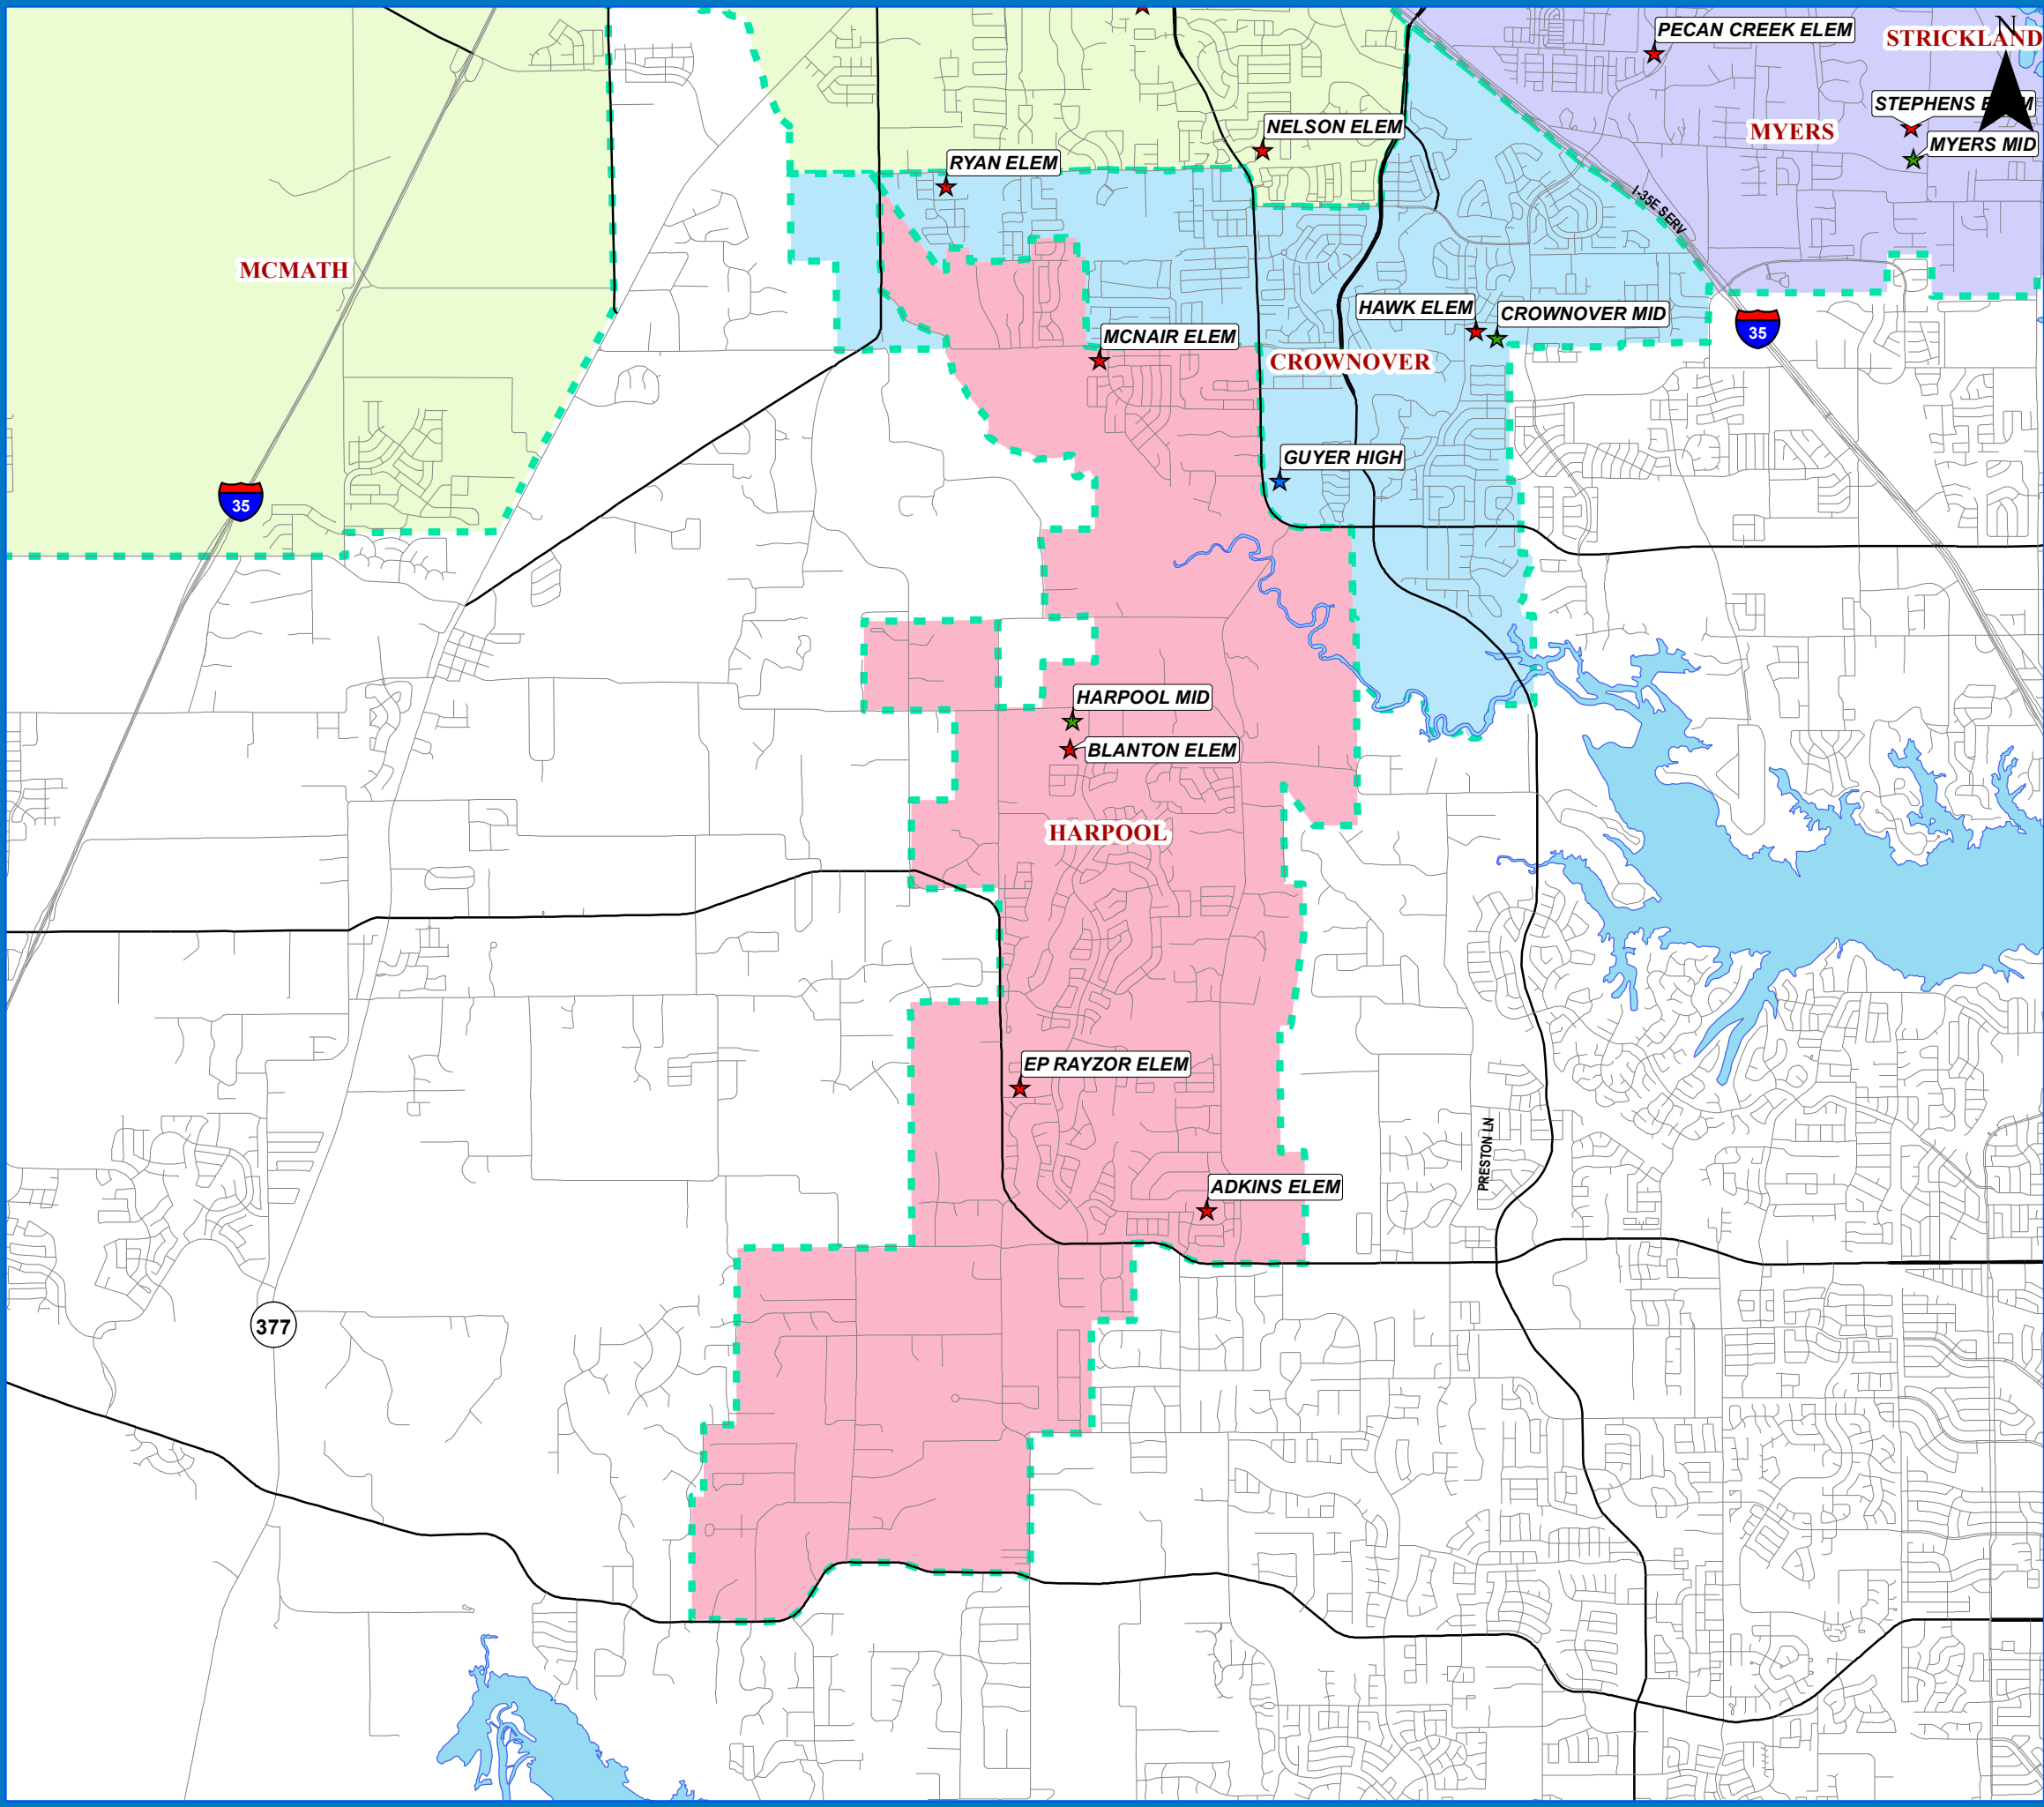 PECAN CREEK ELEM
N
STRICKLAND
STEPHENS ELEM
NELSON ELEM
MYERS
MYERS MID
RYAN ELEM
I-35E SERV
MCMATH
HAWK ELEM
CROWNOVER MID
35
MCNAIR ELEM
CROWNOVER
GUYER HIGH
35
HARPOOL MID
BLANTON ELEM
HARPOOL
EP RAYZOR ELEM
PRESTON LN
ADKINS ELEM
377